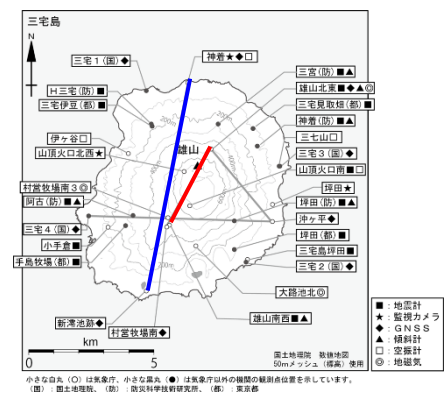 三宅島
N
三宅1(国)◆
神着★◆□
H三宅(防)■
三宅伊豆(都)■
伊ヶ谷□
山頂火口北西★
雄山
村営牧場南3◎
阿古(防)■▲
三宅4(国)◆
小手倉■
手島牧場(都)■
新澪池跡◆
村営牧場南◆
三宮(防)■▲
雄山北東■◆▲◎
三宅見取畑(都)■
神着(防)■▲
三七山□
三宅3(国)◆
山頂火口南■□
坪田★
坪田(防)■▲
沖ヶ平◆
坪田(都)■
三宅島坪田■
三宅2(国)◆
大路池北◎
雄山南西■▲
200m
400m
600m
200m
km
0
5
国土地理院 数値地図
50mメッシュ(標高)使用
■:地震計
★:監視カメラ
◆:GNSS
▲:傾斜計
□:空振計
◎:地磁気
小さな白丸(○)は気象庁、小さな黒丸(●)は気象庁以外の機関の観測点位置を示しています。
(国):国土地理院、(防):防災科学技術研究所、(都):東京都